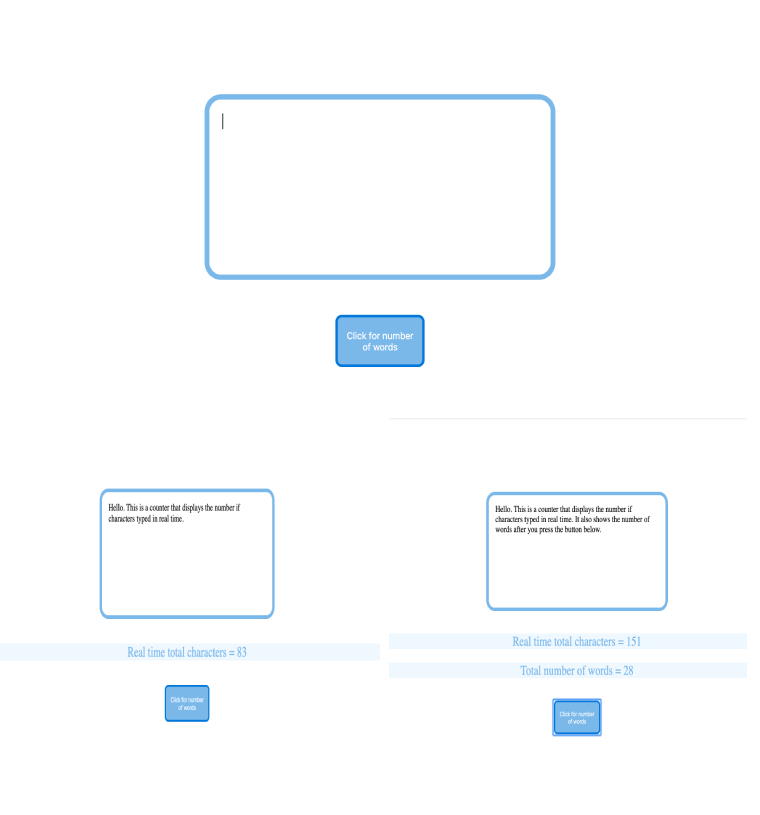 Click for number
of words
Hello. This is a counter that displays the number if
characters typed in real time.
Real time total characters = 83
Click for number
of words
Hello. This is a counter that displays the number if
characters typed in real time. It also shows the number of
words after you press the button below.
Real time total characters = 151
Total number of words = 28
Click for number
of words